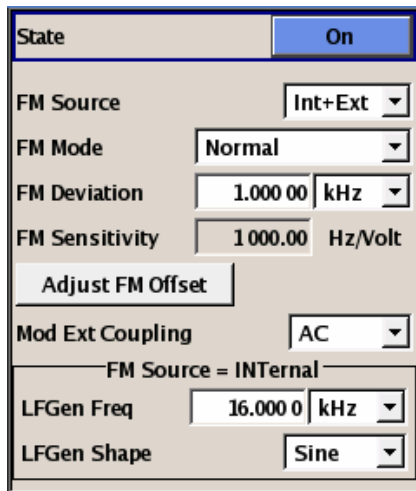 State On
FM Source Int+Ext
FM Mode Normal
FM Deviation 1.000 00 kHz
FM Sensitivity 1 000.00 Hz/Volt
Adjust FM Offset
Mod Ext Coupling AC
FM Source = INTernal
LFGen Freq 16.000 0 kHz
LFGen Shape Sine